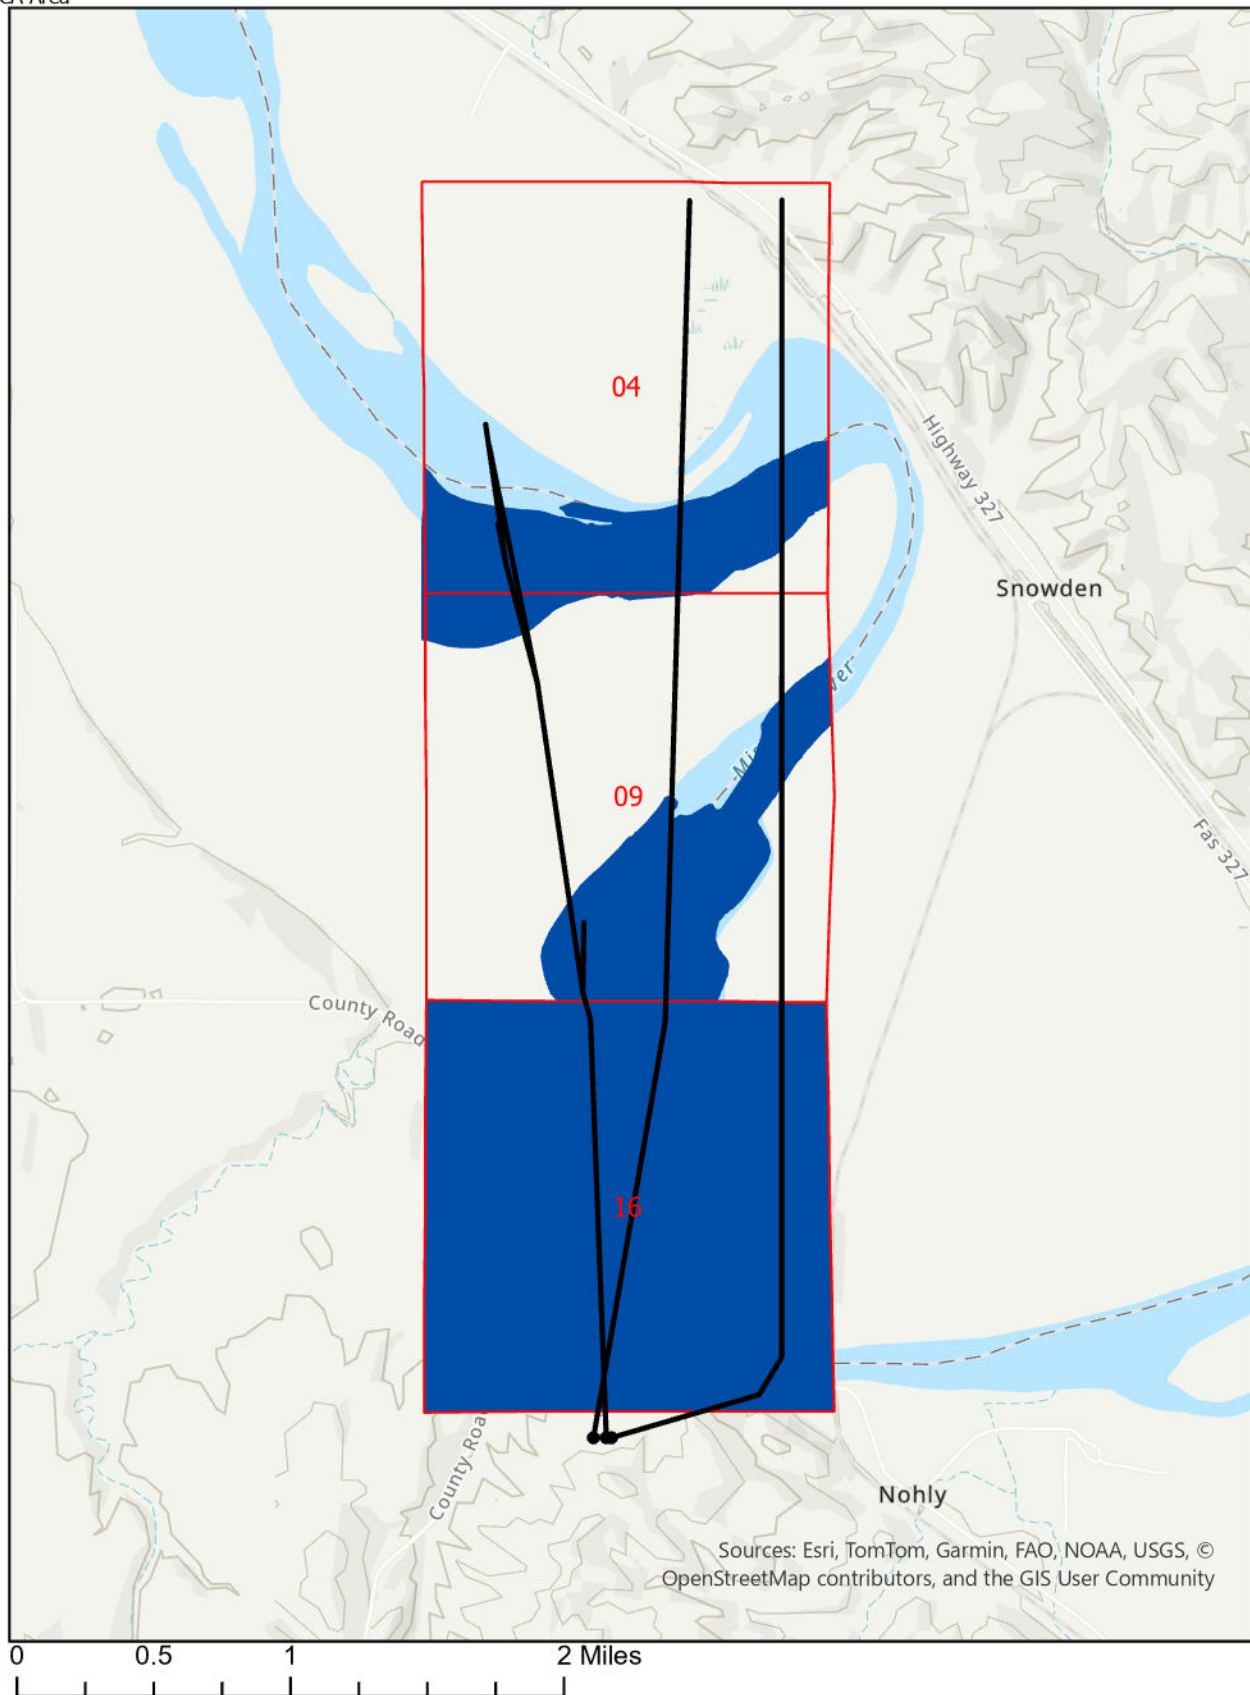 Area
04
Highway 327
Snowden
09
Fas 327
County Road
16
County
Nohly
Sources: Esri, TomTom, Garmin, FAO, NOAA, USGS, ©
OpenStreetMap contributors, and the GIS User Community
0 0.5 1 2 Miles